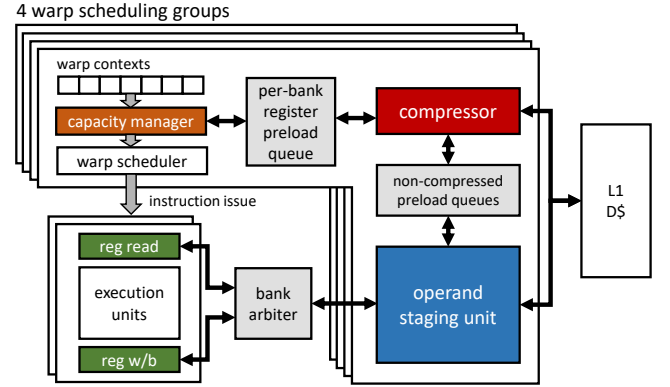 4 warp scheduling groups
warp contexts
capacity manager
warp scheduler
per-bank
register
preload
queue
compressor
non-compressed
preload queues
L1
D$
instruction issue
reg read
execution
units
reg w/b
bank
arbiter
operand
staging unit